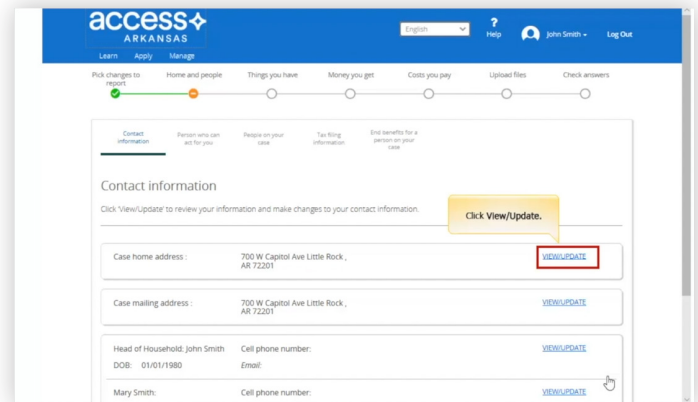 access
ARKANSAS
English
?
Help
John Smith
Log Out
Learn Apply Manage
Pick changes to report
Home and people
Things you have
Money you get
Costs you pay
Upload files
Check answers
Contact information
Person who can act for you
People on your case
Tax filing information
End benefits for a person on your case
Contact information
Click 'View/Update' to review your information and make changes to your contact information.
Click View/Update.
Case home address :
700 W Capitol Ave Little Rock ,
AR 72201
VIEW/UPDATE
Case mailing address :
700 W Capitol Ave Little Rock ,
AR 72201
VIEW/UPDATE
Head of Household: John Smith
Cell phone number:
VIEW/UPDATE
DOB: 01/01/1980
Email:
Mary Smith:
Cell phone number:
VIEW/UPDATE